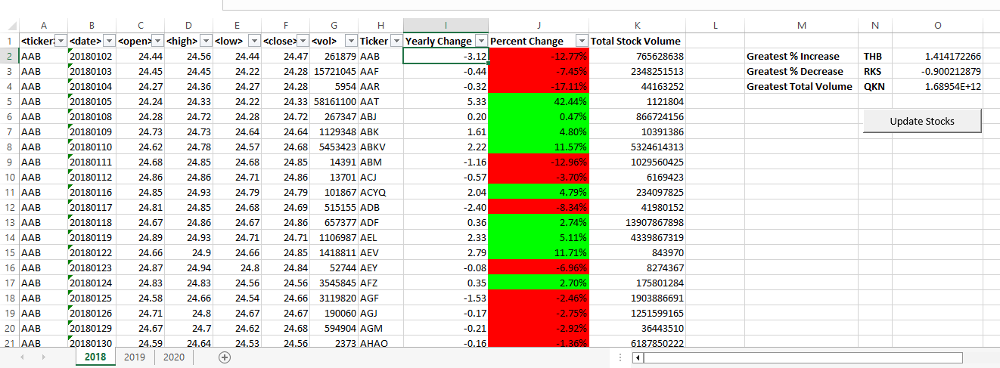 A B C D E F G H I J K L M N O
1 <ticker> <date> <open> <high> <low> <close> <vol> Ticker Yearly Change Percent Change Total Stock Volume
2 AAB 20180102 24.44 24.56 24.44 24.47 261879 AAB -3.12 -12.77% 765628638 Greatest % Increase THB 1.414172266
3 AAB 20180103 24.45 24.45 24.22 24.28 15721045 AAF -0.44 -7.45% 2348251513 Greatest % Decrease RKS -0.900212879
4 AAB 20180104 24.27 24.36 24.27 24.28 5954 AAR -0.32 -17.11% 44163252 Greatest Total Volume QKN 1.68954E+12
5 AAB 20180105 24.24 24.33 24.22 24.33 58161100 AAT 5.33 42.44% 1121804
6 AAB 20180108 24.28 24.72 24.28 24.72 267347 ABJ 0.20 0.47% 866724156 Update Stocks
7 AAB 20180109 24.73 24.73 24.64 24.64 1129348 ABK 1.61 4.80% 10391386
8 AAB 20180110 24.62 24.78 24.57 24.68 5453423 ABKV 2.22 11.57% 5324614313
9 AAB 20180111 24.68 24.85 24.68 24.85 14391 ABM -1.16 -12.96% 1029560425
10 AAB 20180112 24.86 24.86 24.71 24.86 13701 ACJ -0.57 -3.70% 6169423
11 AAB 20180116 24.85 24.93 24.79 24.79 101867 ACYQ 2.04 4.79% 234097825
12 AAB 20180117 24.81 24.85 24.68 24.69 515155 ADB -2.40 -8.34% 41980152
13 AAB 20180118 24.67 24.86 24.67 24.86 657377 ADF 0.36 2.74% 13907867898
14 AAB 20180119 24.89 24.93 24.71 24.71 1106987 AEL 2.33 5.11% 4339867319
15 AAB 20180122 24.66 24.9 24.66 24.85 1418811 AEV 2.79 11.71% 843970
16 AAB 20180123 24.87 24.94 24.8 24.84 52744 AEY -0.08 -6.96% 8274367
17 AAB 20180124 24.83 24.83 24.56 24.56 3545845 AFZ 0.35 2.70% 175801284
18 AAB 20180125 24.58 24.66 24.54 24.66 3119820 AGF -1.53 -2.46% 1903886691
19 AAB 20180126 24.71 24.8 24.67 24.67 190060 AGJ -0.17 -2.75% 1251599165
20 AAB 20180129 24.67 24.7 24.62 24.68 594904 AGM -0.21 -2.92% 36443510
21 AAB 20180130 24.59 24.64 24.53 24.56 2373 AHAO -0.16 -1.36% 6187850222
2018 2019 2020